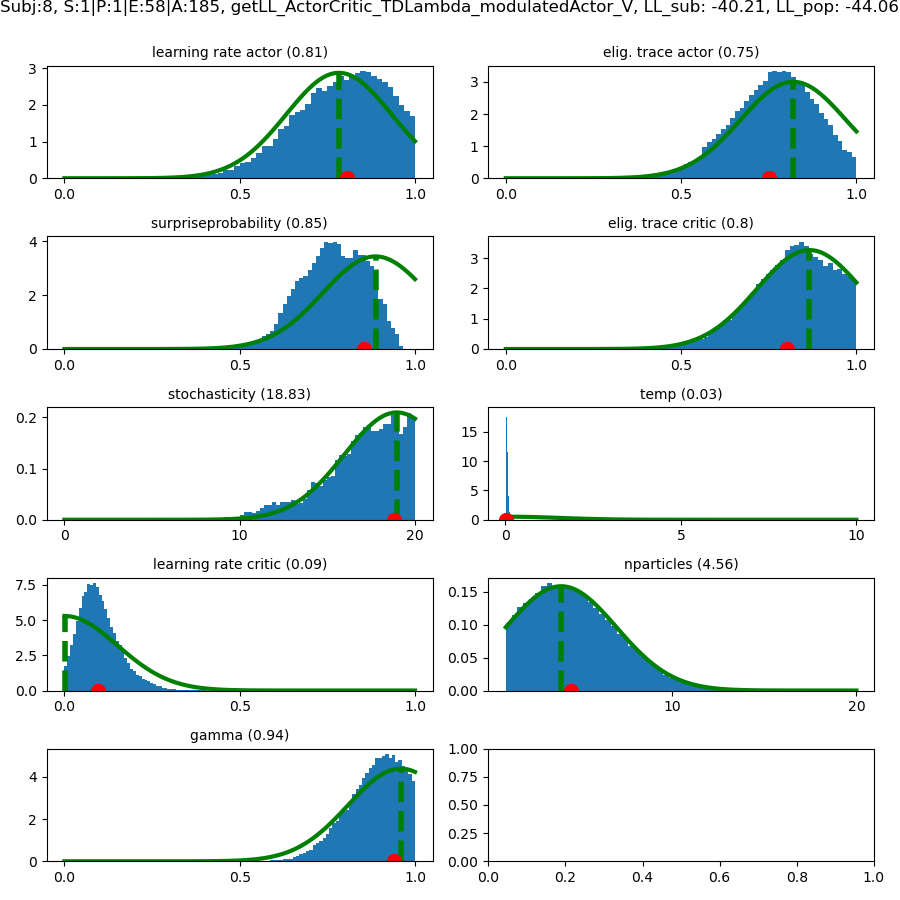 Subj:8, S:1|P:1|E:58|A:185, getLL_ActorCritic_TDLambda_modulatedActor_V, LL_sub: -40.21, LL_pop: -44.06
learning rate actor (0.81)
elig. trace actor (0.75)
3
2
1
0
0.0 0.5 1.0
3
2
1
0
0.0 0.5 1.0
surpriseprobability (0.85)
elig. trace critic (0.8)
4
2
0
0.0 0.5 1.0
3
2
1
0
0.0 0.5 1.0
stochasticity (18.83)
temp (0.03)
0.2
0.1
0.0
0 10 20
15
10
5
0
0 5 10
learning rate critic (0.09)
nparticles (4.56)
7.5
5.0
2.5
0.0
0.0 0.5 1.0
0.15
0.10
0.05
0.00
10 20
gamma (0.94)
4
2
0
0.0 0.5 1.0
1.00
0.75
0.50
0.25
0.00
0.0 0.2 0.4 0.6 0.8 1.0